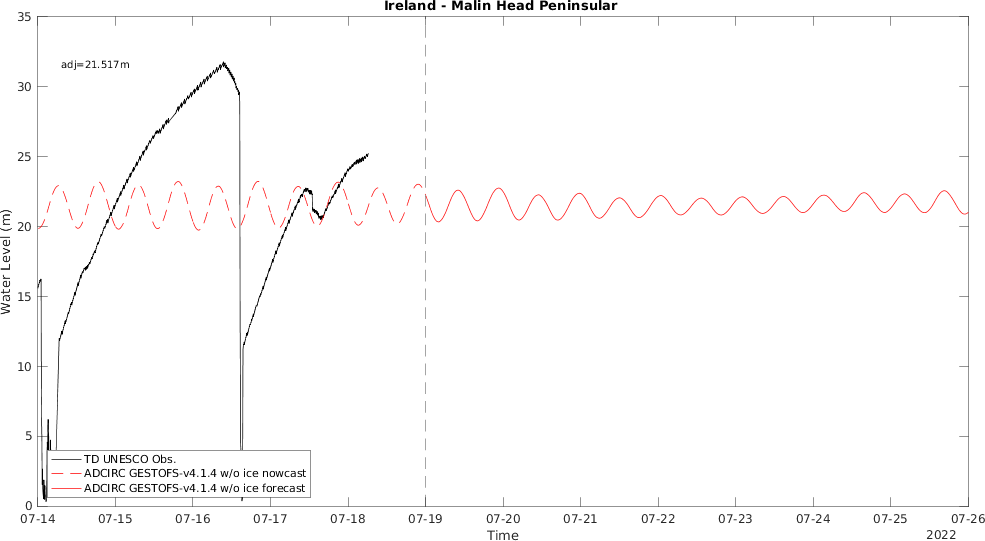 Ireland - Malin Head Peninsular
adj=21.517m
Water Level (m)
35
30
25
20
15
10
5
0
TD UNESCO Obs.
ADCIRC GESTOFS-v4.1.4 w/o ice nowcast
ADCIRC GESTOFS-v4.1.4 w/o ice forecast
07-14 07-15 07-16 07-17 07-18 07-19 07-20 07-21 07-22 07-23 07-24 07-25 07-26
Time
2022